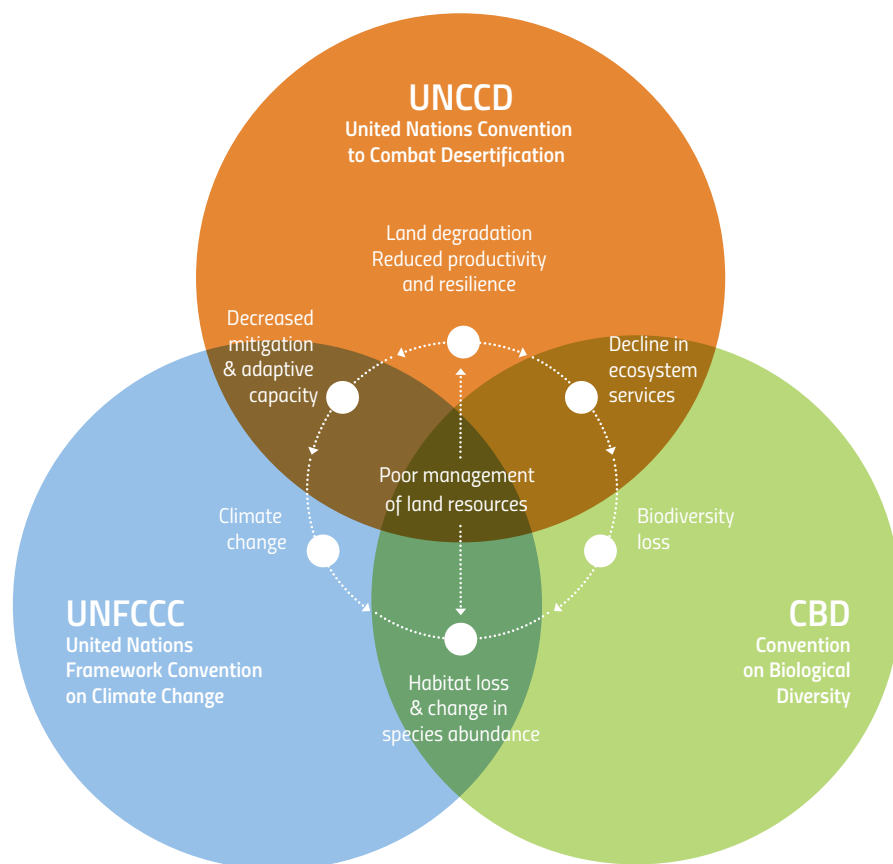 UNCCD
United Nations Convention
to Combat Desertification
Land degradation
Reduced productivity
and resilience
Decreased
mitigation
& adaptive
capacity
Decline in
ecosystem
services
Poor management
of land resources
Climate
change
Biodiversity
loss
UNFCCC
United Nations
Framework Convention
on Climate Change
CBD
Convention
on Biological
Diversity
Habitat loss
& change in
species abundance